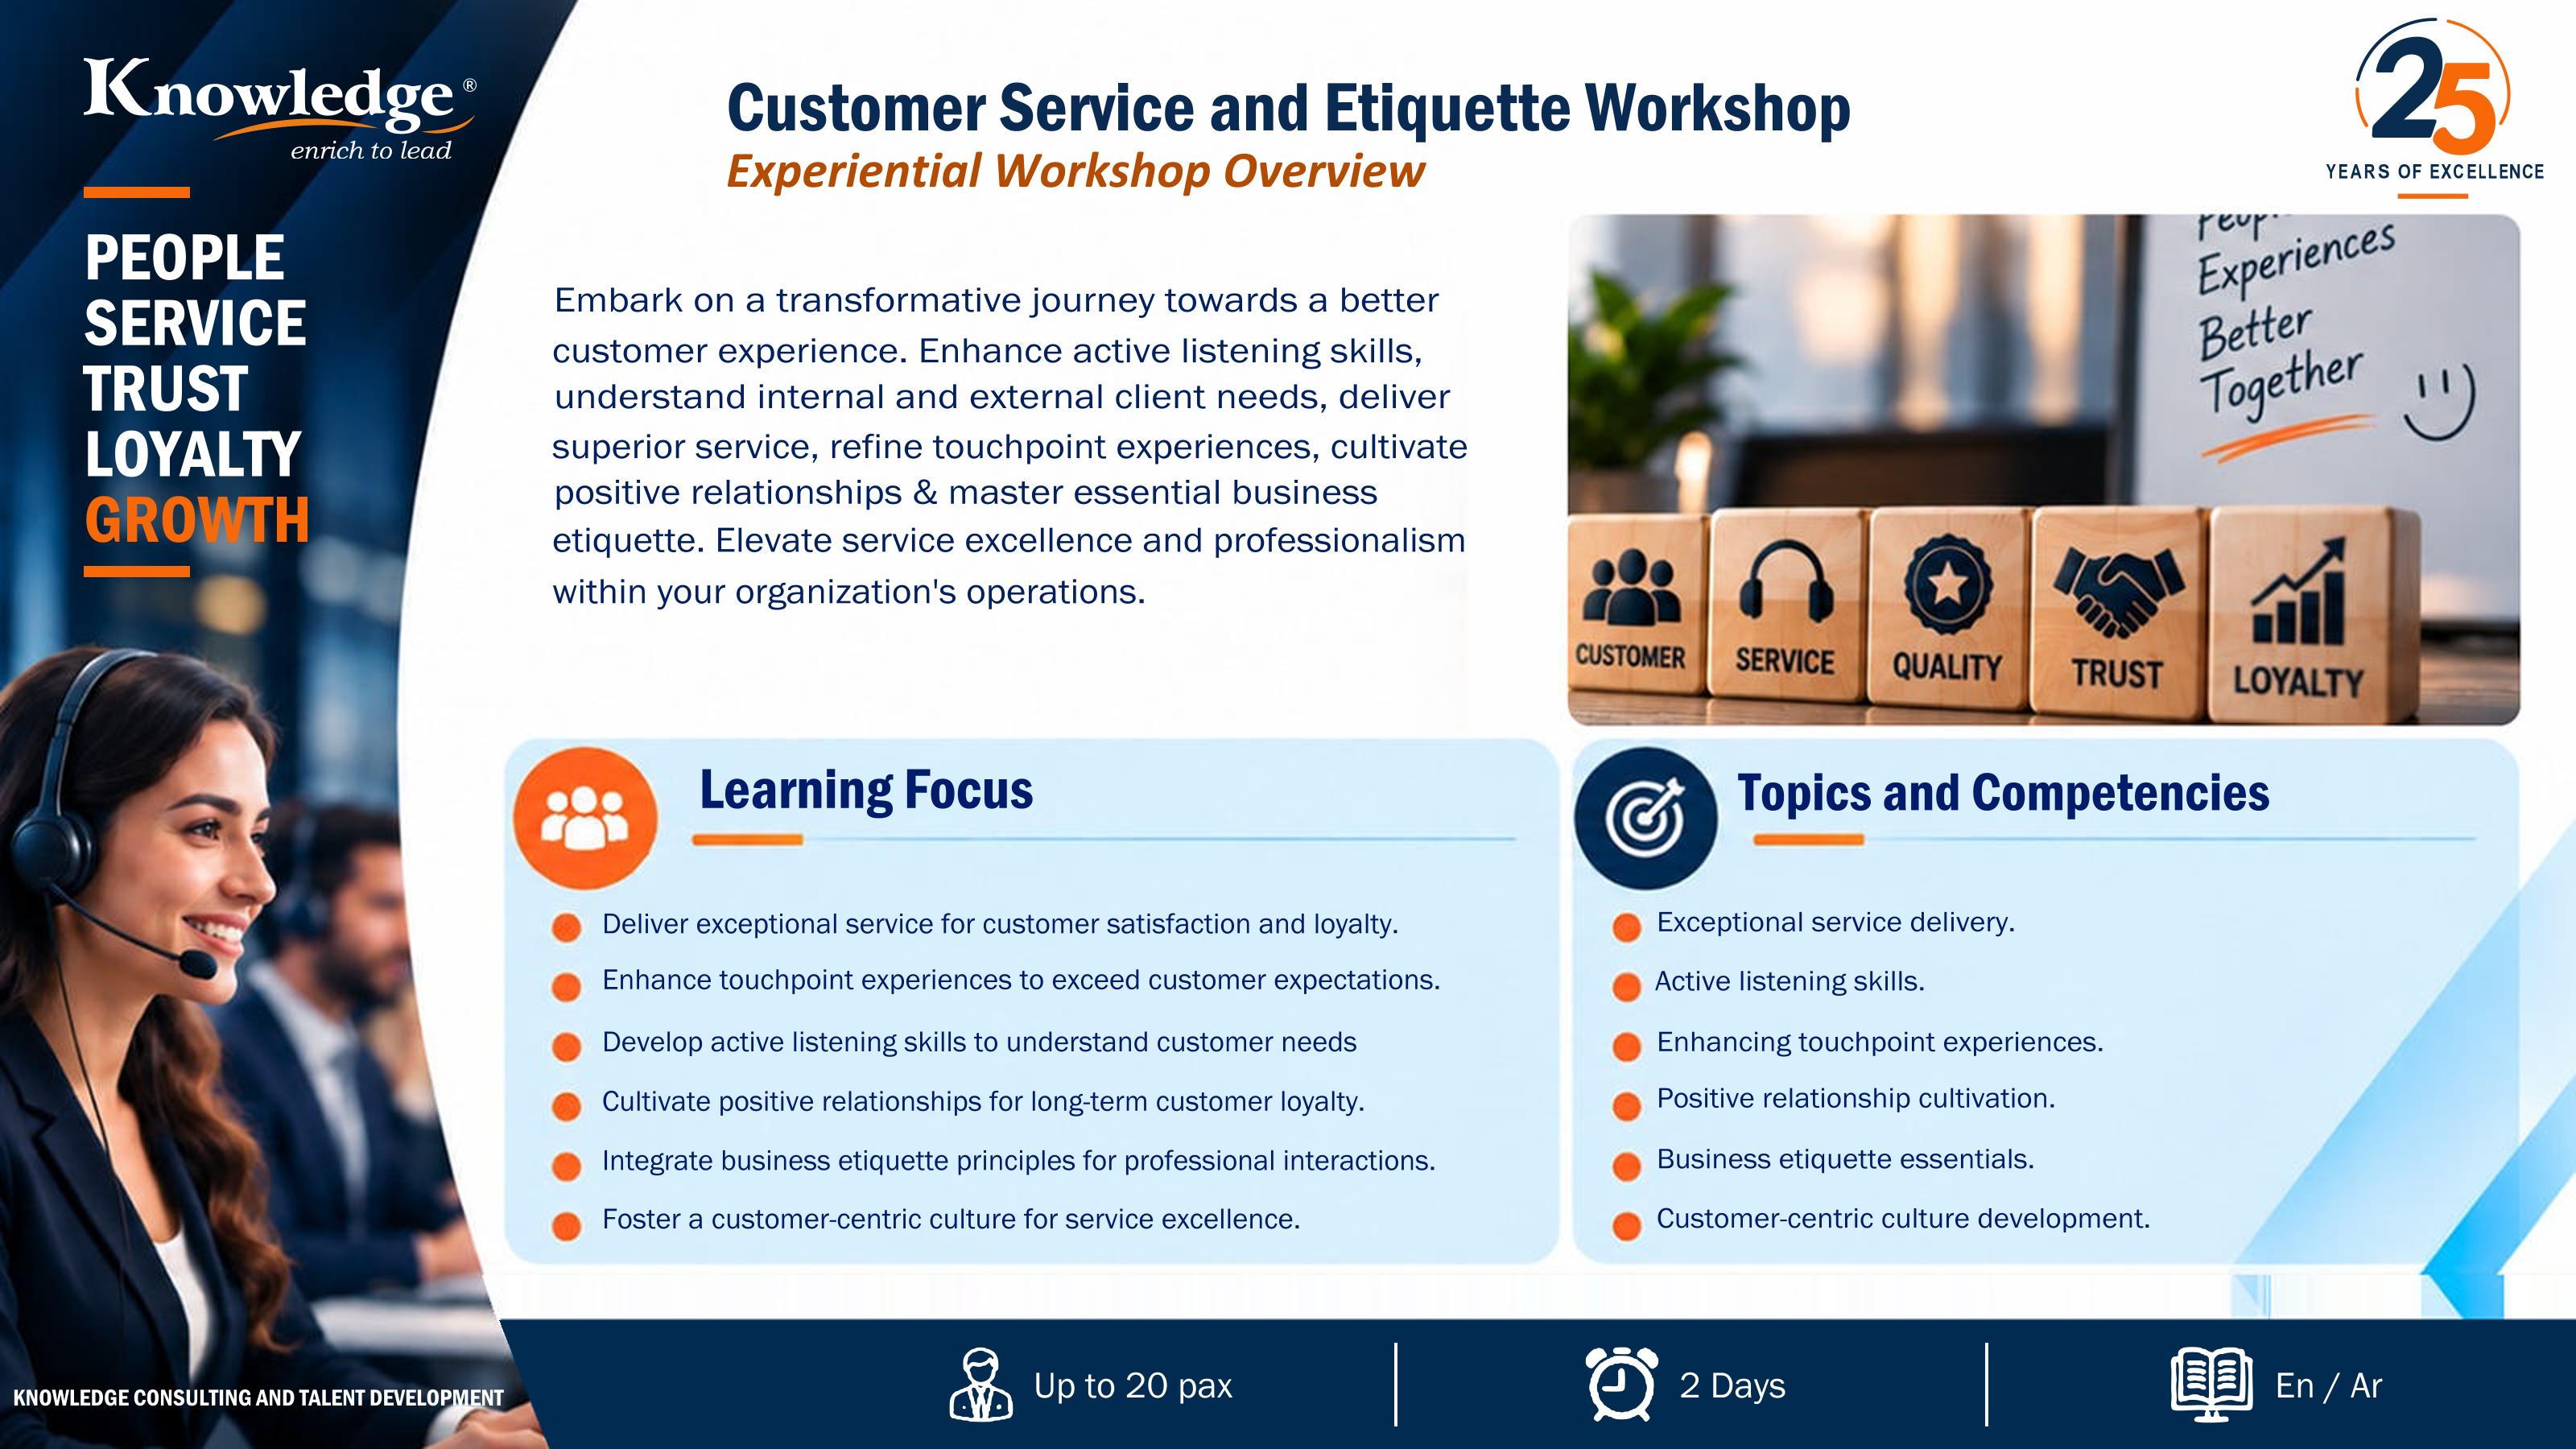 Knowledge®
enrich to lead
PEOPLE
SERVICE
TRUST
LOYALTY
GROWTH
Customer Service and Etiquette Workshop
Experiential Workshop Overview
25
YEARS OF EXCELLENCE
Embark on a transformative journey towards a better
customer experience. Enhance active listening skills,
understand internal and external client needs, deliver
superior service, refine touchpoint experiences, cultivate
positive relationships & master essential business
etiquette. Elevate service excellence and professionalism
within your organization's operations.
Experiences
Better
Together
CUSTOMER
SERVICE
QUALITY
TRUST
LOYALTY
Learning Focus
Deliver exceptional service for customer satisfaction and loyalty.
Enhance touchpoint experiences to exceed customer expectations.
Develop active listening skills to understand customer needs
Cultivate positive relationships for long-term customer loyalty.
Integrate business etiquette principles for professional interactions.
Foster a customer-centric culture for service excellence.
Topics and Competencies
Exceptional service delivery.
Active listening skills.
Enhancing touchpoint experiences.
Positive relationship cultivation.
Business etiquette essentials.
Customer-centric culture development.
KNOWLEDGE CONSULTING AND TALENT DEVELOPMENT
Up to 20 pax
2 Days
En / Ar